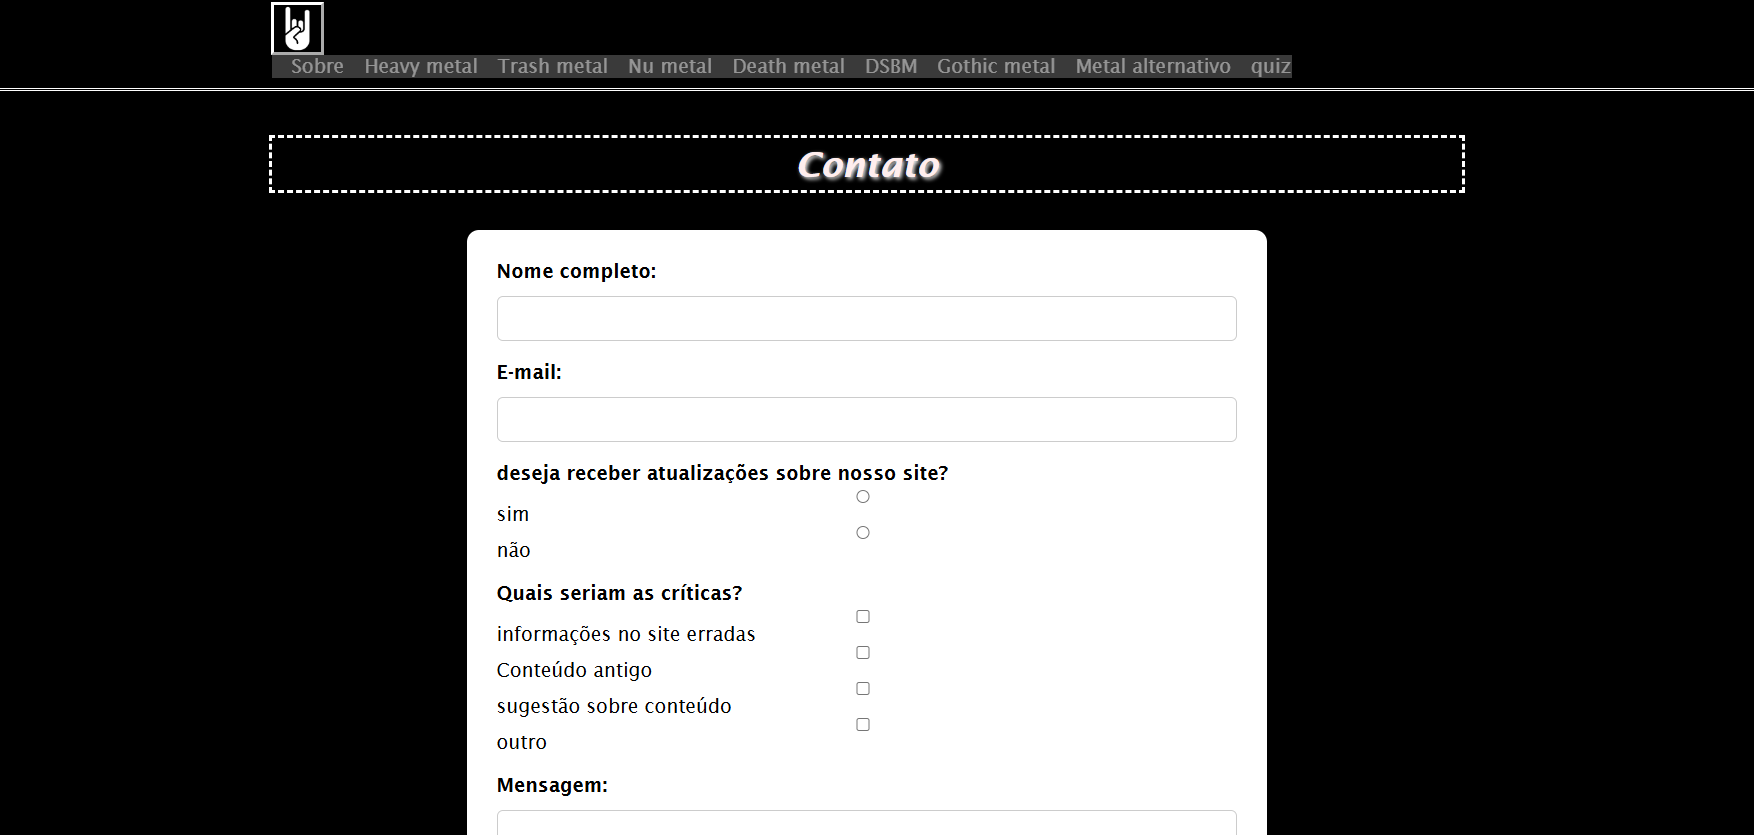 Sobre Heavy metal Trash metal Nu metal Death metal DSBM Gothic metal Metal alternativo quiz
Contato
Nome completo:
E-mail:
deseja receber atualizações sobre nosso site?
sim
não
Quais seriam as críticas?
informações no site erradas
Conteúdo antigo
sugestão sobre conteúdo
outro
Mensagem: